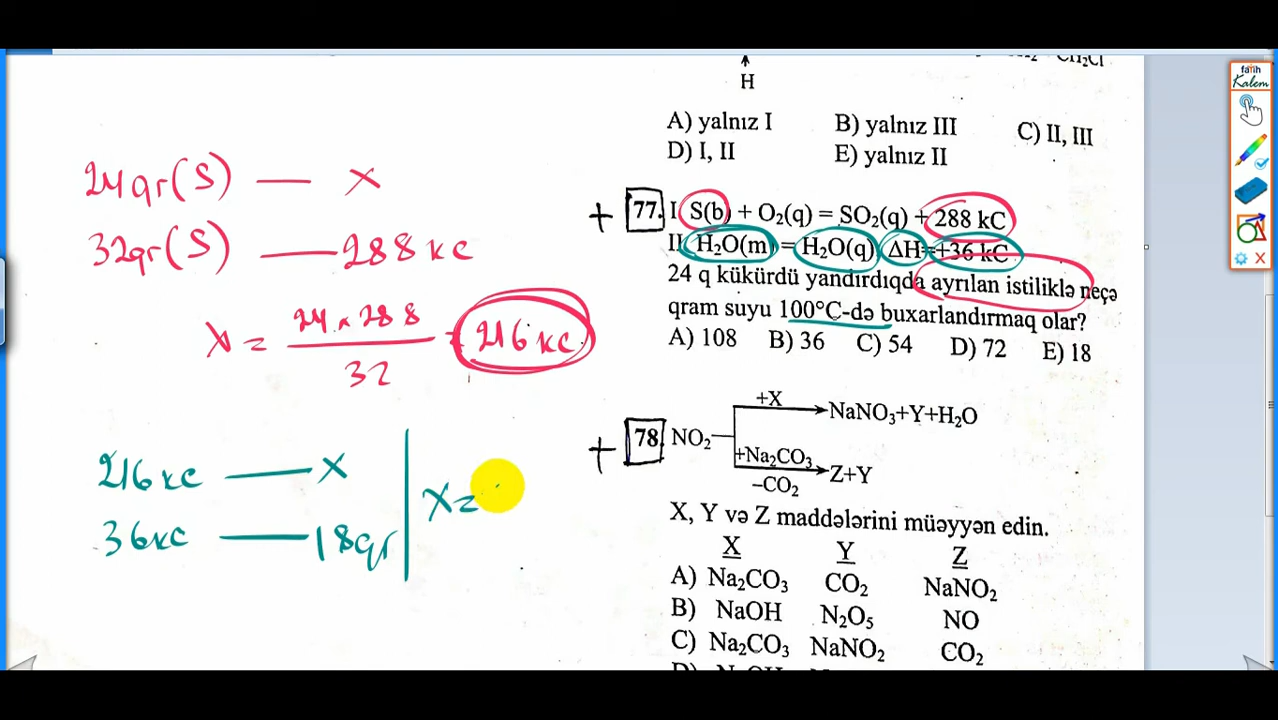 fatih
Kalem
H
A) yalnız I B) yalnız III C) II, III
D) I, II E) yalnız II
24qr(S) — x
32qr(S) — 288 kc
x = 24 × 288 / 32 = 216 kc
216 kc — x
36 kc — 18qr
x =
+ 77. I S(b) + O₂(q) = SO₂(q) + 288 kC
II H₂O(m) = H₂O(q) ΔH=+36 kC
24 q kükürdü yandırdıqda ayrılan istiliklə neçə
qram suyu 100°C-də buxarlandırmaq olar?
A) 108 B) 36 C) 54 D) 72 E) 18
+ 78 NO₂
+X NaNO₃+Y+H₂O
+Na₂CO₃ Z+Y
–CO₂
X, Y və Z maddələrini müəyyən edin.
X Y Z
A) Na₂CO₃ CO₂ NaNO₂
B) NaOH N₂O₅ NO
C) Na₂CO₃ NaNO₂ CO₂